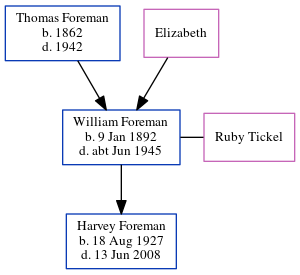 Thomas Foreman
b. 1862
d. 1942
Elizabeth
William Foreman
b. 9 Jan 1892
d. abt Jun 1945
Ruby Tickel
Harvey Foreman
b. 18 Aug 1927
d. 13 Jun 2008